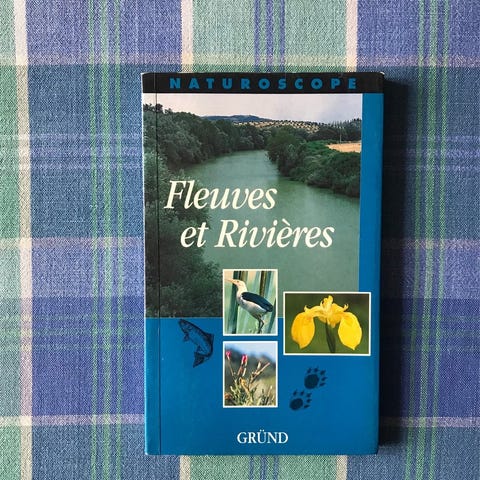 NATUROSCOPE
Fleuves
et Rivières
GRÜND